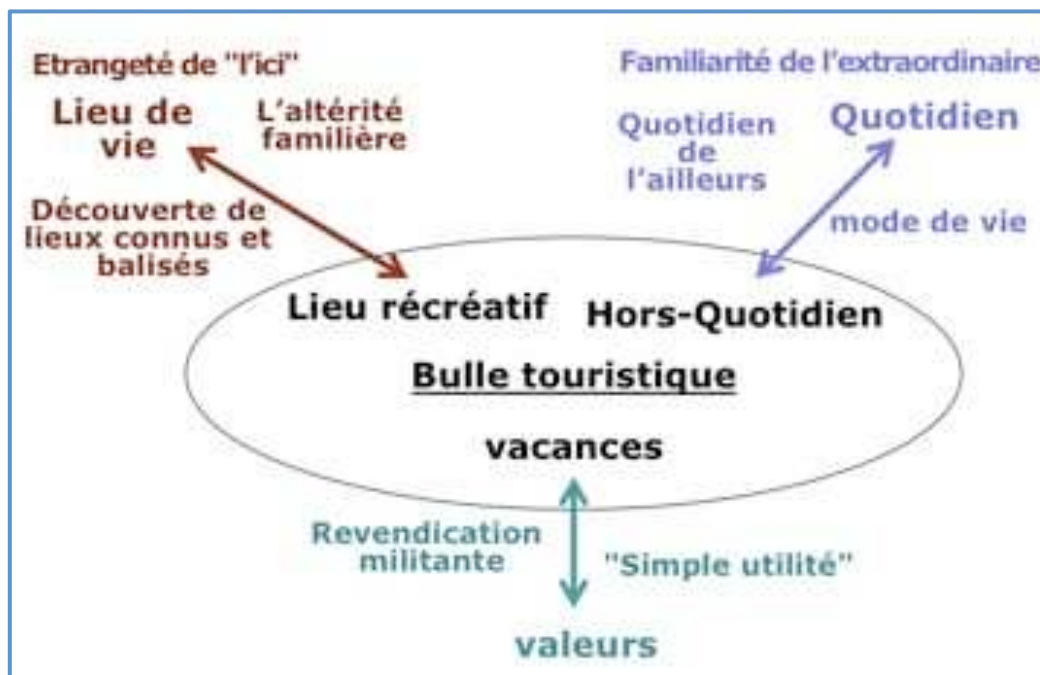 Etrangeté de "l'ici"
Lieu de
vie
L'altérité
familière
Découverte de
lieux connus et
balisés
Familiarité de l'extraordinaire
Quotidien
de
l'ailleurs
Quotidien
mode de vie
Lieu récréatif
Hors-Quotidien
Bulle touristique
vacances
Revendication
militante
"Simple utilité"
valeurs